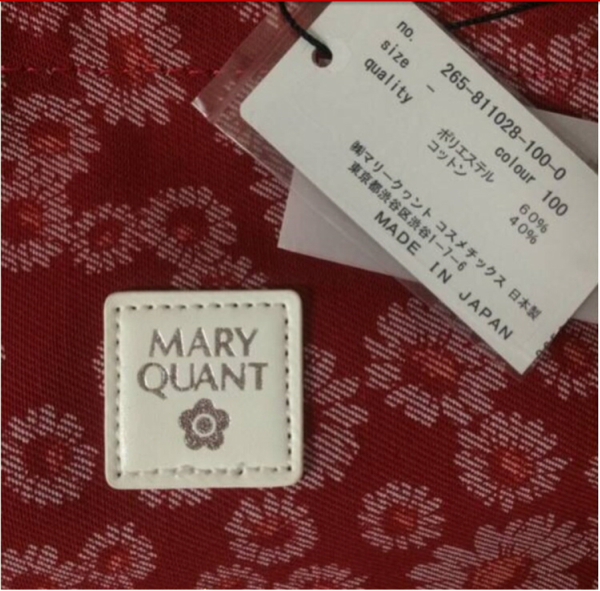 no. 265-811028-100-0
size - colour 100
quality
ポリエステル 60%
コットン 40%
㈱マリークヮント コスメチックス 日本製
東京都渋谷区渋谷1-7-6
MADE IN JAPAN
MARY
QUANT